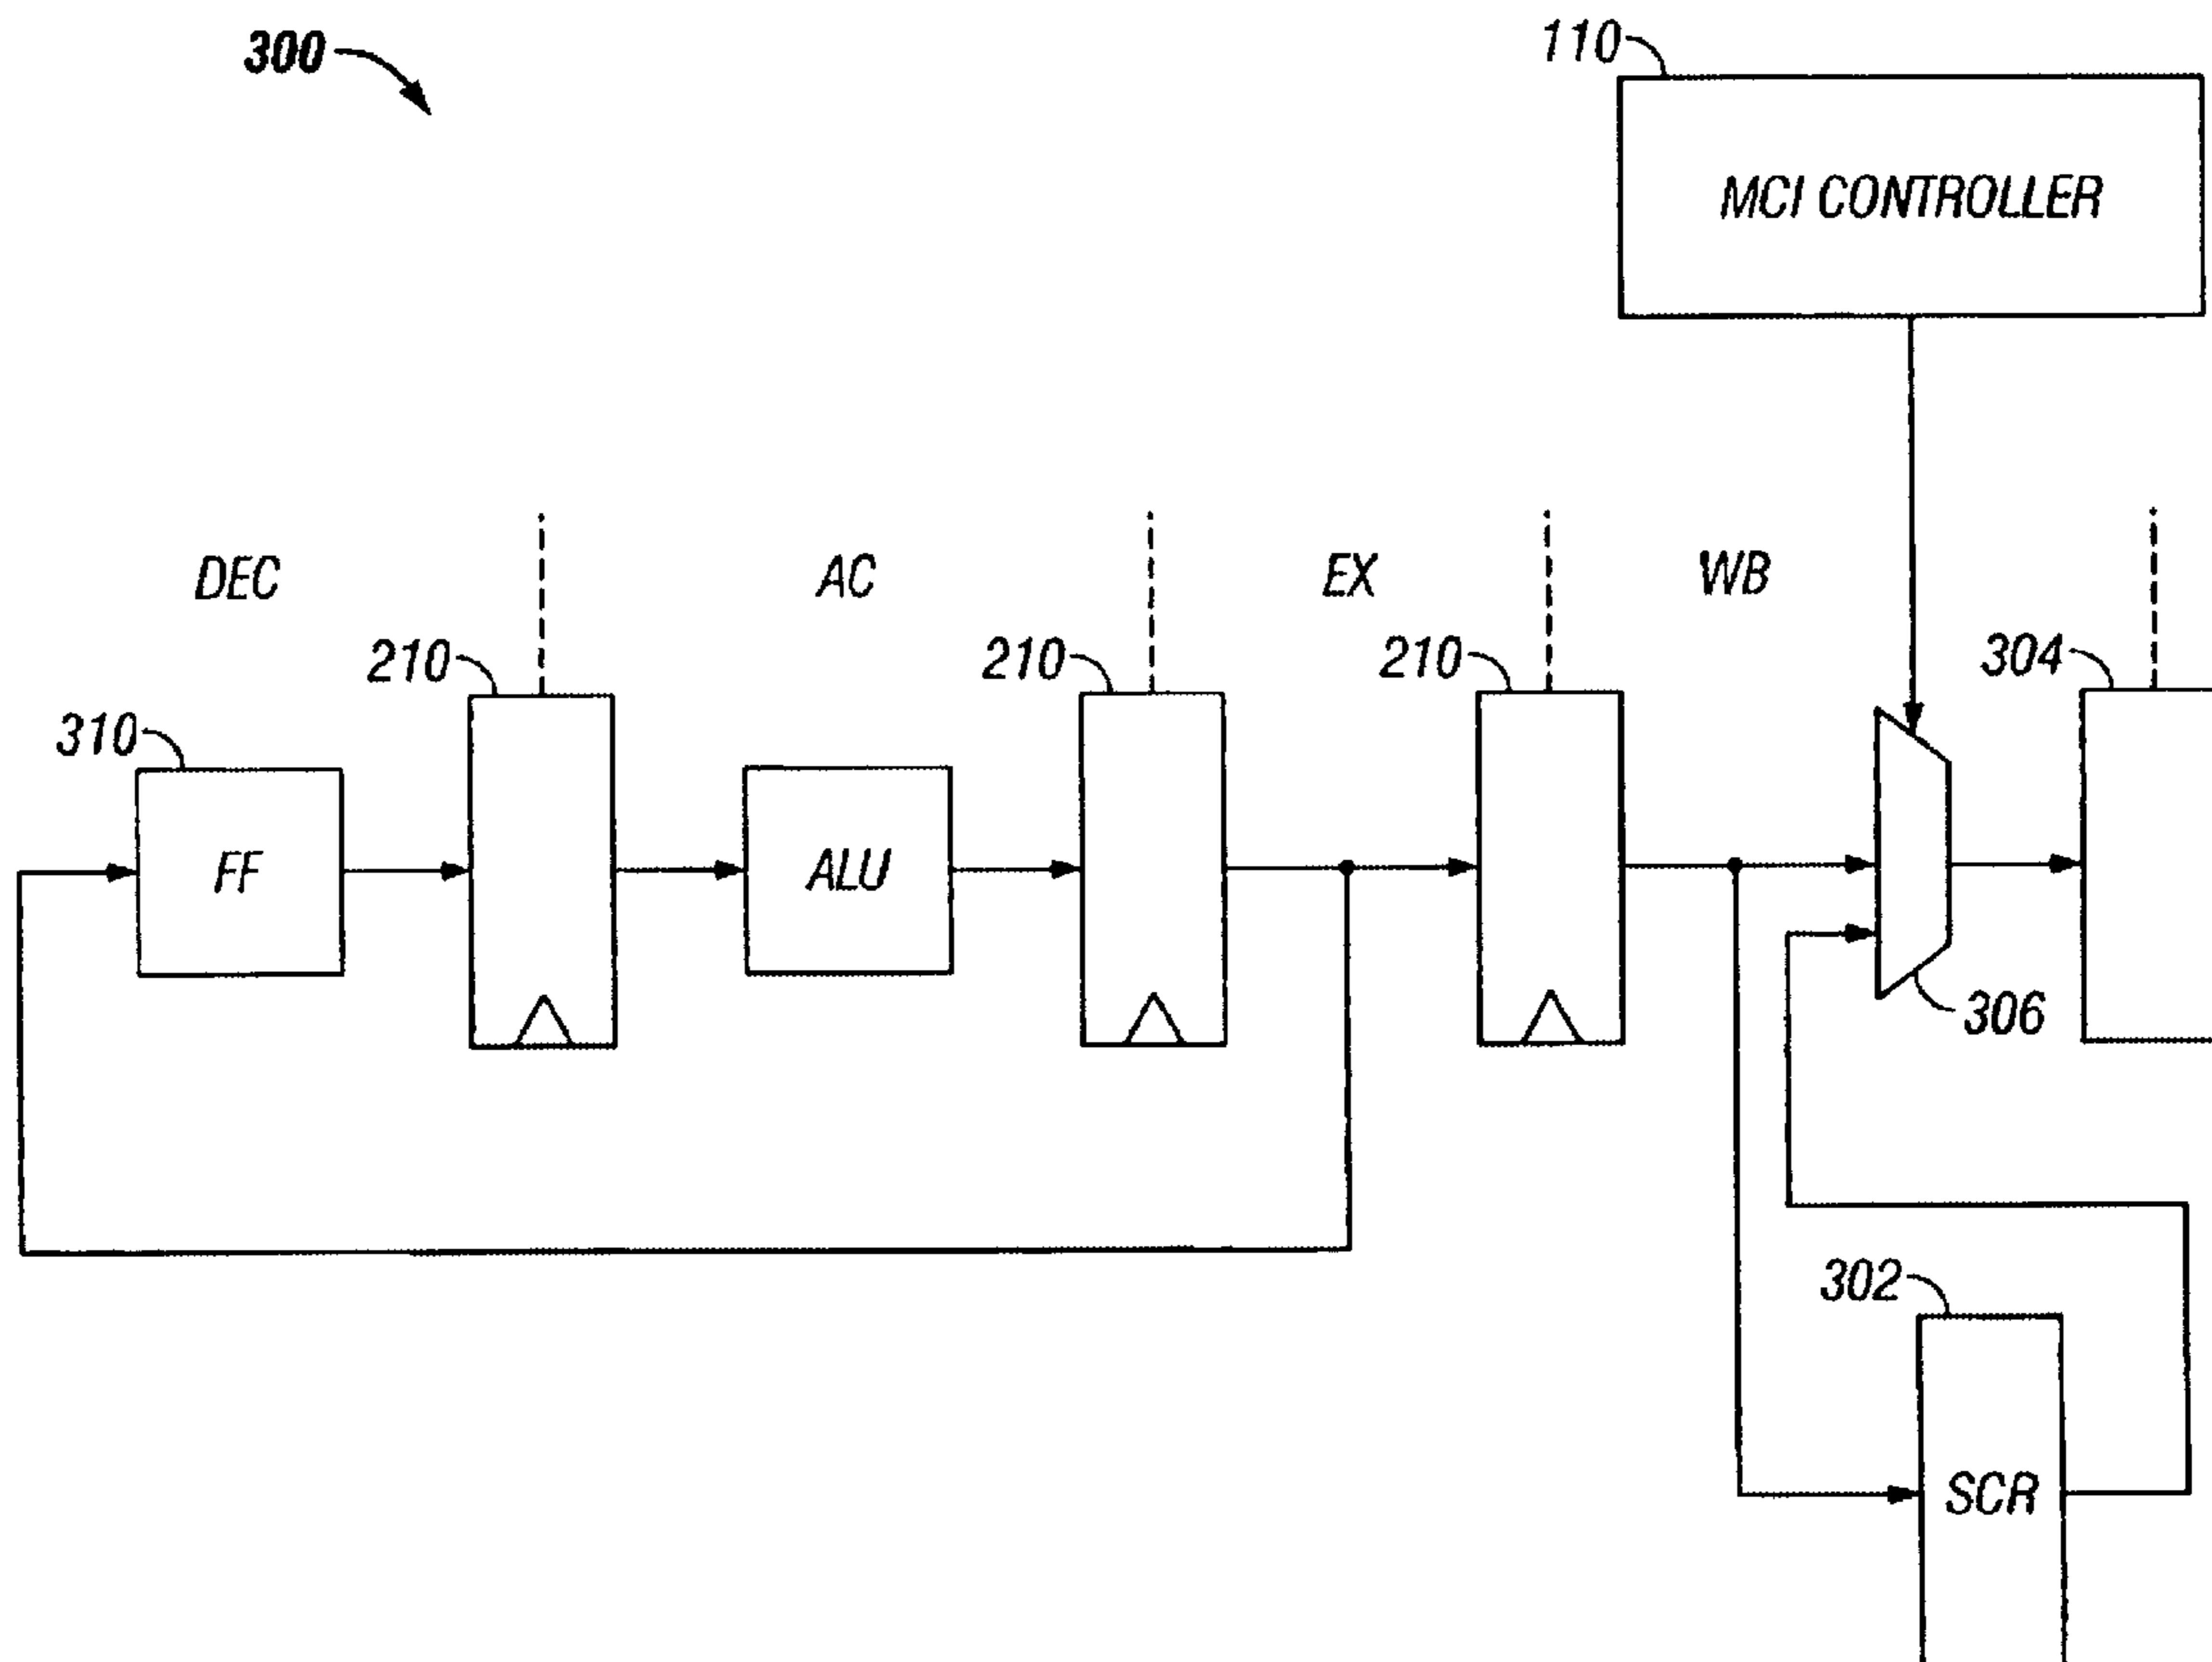 300
110
MCI CONTROLLER
DEC
AC
EX
WB
210
210
210
304
310
FF
ALU
306
302
SCR